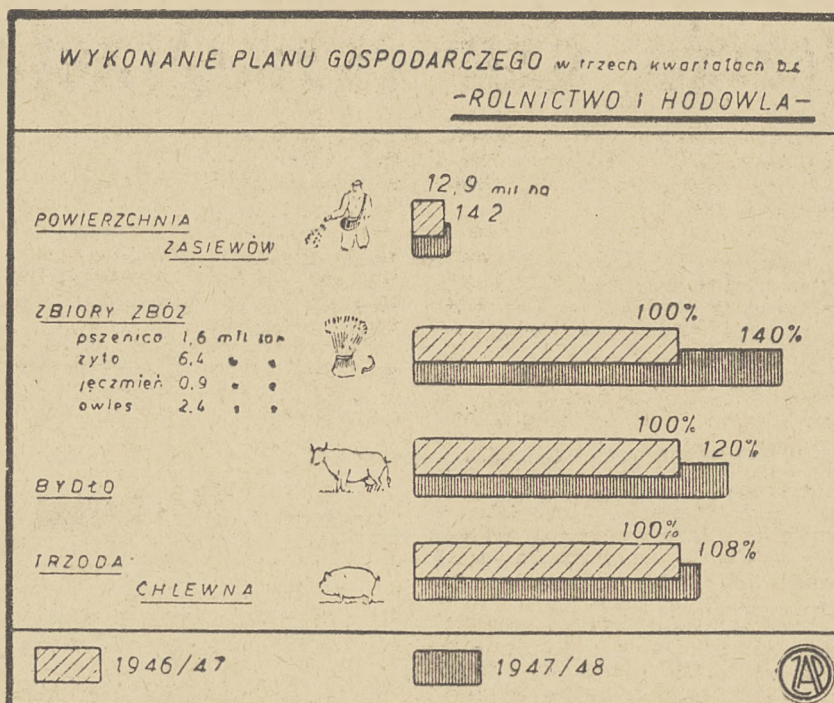 WYKONANIE PLANU GOSPODARCZEGO w trzech kwartałach b.r.
-ROLNICTWO i HODOWLA-
POWIERZCHNIA
ZASIEWÓW
12,9 mil ha
14 2
ZBIORY ZBÓŻ
pszenica 1,6 mil ton
żyto 6,4 " "
jęczmień 0,9 " "
owies 2.4 " "
100%
140%
BYDŁO
100%
120%
TRZODA
CHLEWNA
100%
108%
1946/47
1947/48
ZAP